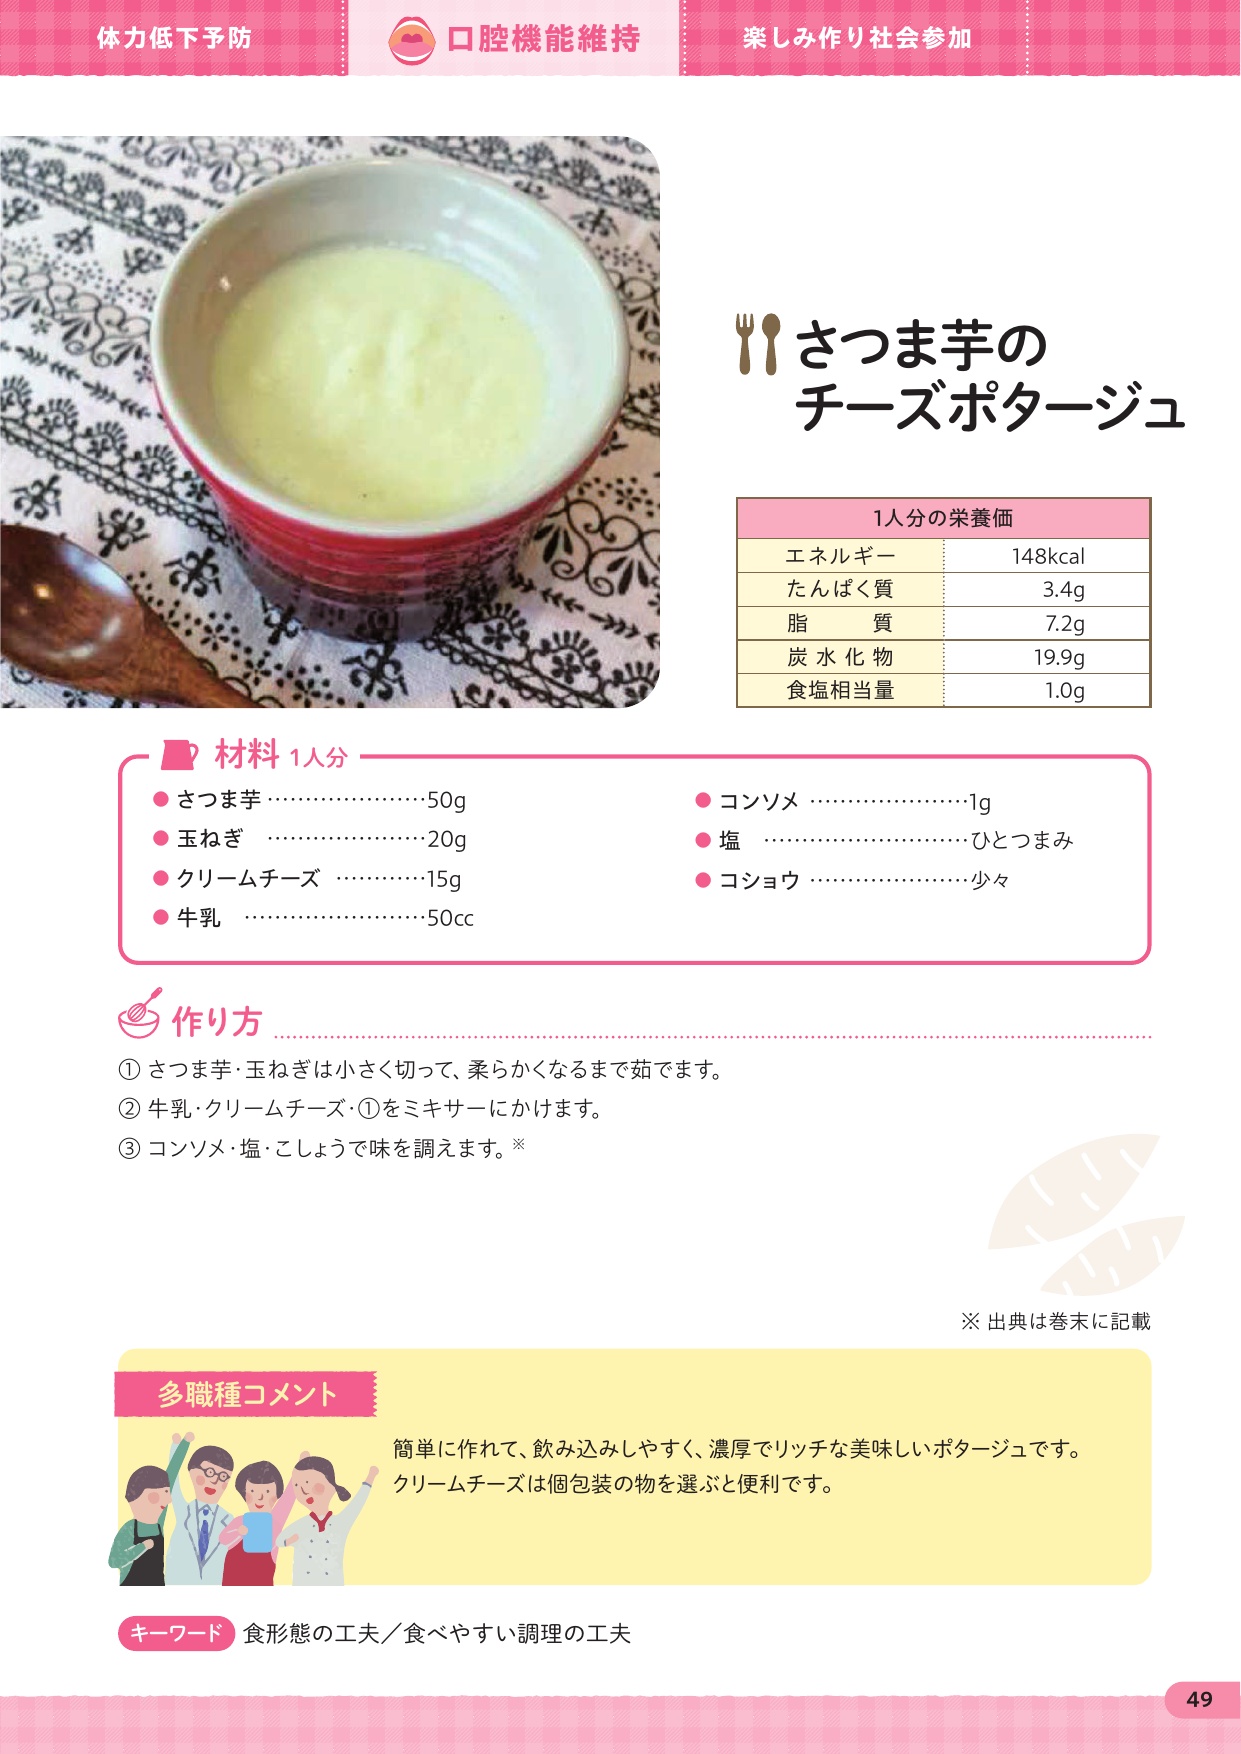 体力低下予防
口腔機能維持
楽しみ作り社会参加
さつま芋の
チーズポタージュ
1人分の栄養価
エネルギー 148kcal
たんぱく質 3.4g
脂質 7.2g
炭水化物 19.9g
食塩相当量 1.0g
材料 1人分
● さつま芋 …………………50g
● 玉ねぎ …………………20g
● クリームチーズ …………15g
● 牛乳 ……………………50cc
● コンソメ …………………1g
● 塩 ………………………ひとつまみ
● コショウ …………………少々
作り方
① さつま芋・玉ねぎは小さく切って、柔らかくなるまで茹でます。
② 牛乳・クリームチーズ・①をミキサーにかけます。
③ コンソメ・塩・こしょうで味を調えます。※
※ 出典は巻末に記載
多職種コメント
簡単に作れて、飲み込みしやすく、濃厚でリッチな美味しいポタージュです。
クリームチーズは個包装の物を選ぶと便利です。
キーワード 食形態の工夫／食べやすい調理の工夫
49